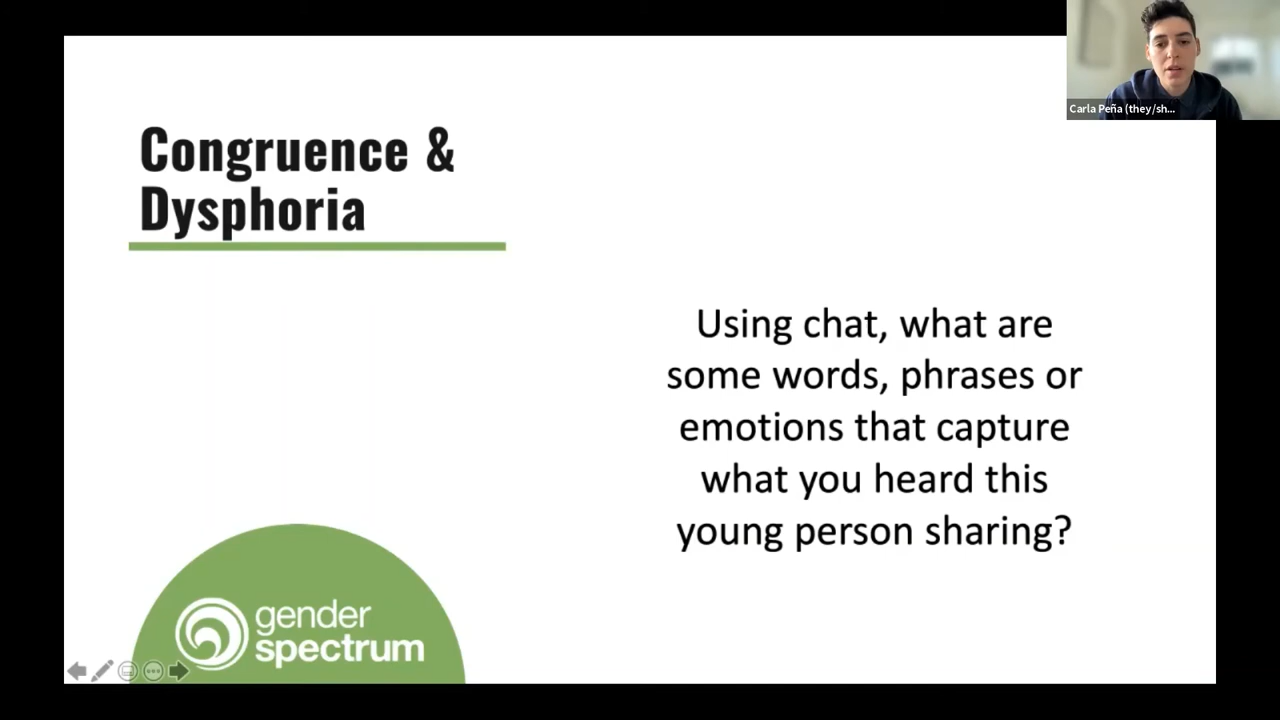 Carla Peña (they/sh...
Congruence &
Dysphoria
Using chat, what are
some words, phrases or
emotions that capture
what you heard this
young person sharing?
gender
spectrum